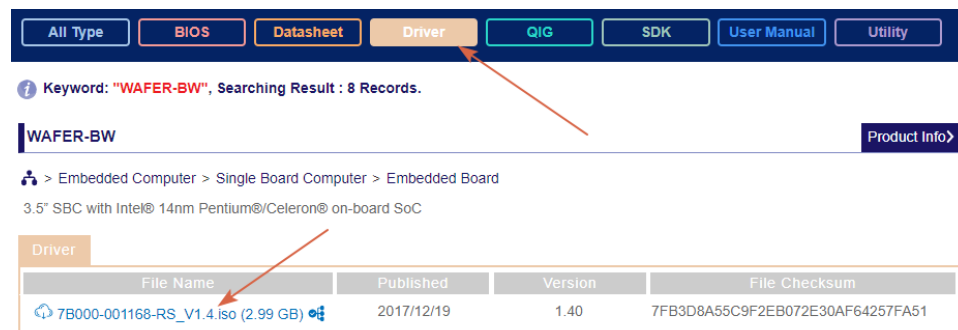 All Type BIOS Datasheet Driver QIG SDK User Manual Utility
i Keyword: "WAFER-BW", Searching Result : 8 Records.
WAFER-BW Product Info>
> Embedded Computer > Single Board Computer > Embedded Board
3.5" SBC with Intel® 14nm Pentium®/Celeron® on-board SoC
Driver
File Name Published Version File Checksum
7B000-001168-RS_V1.4.iso (2.99 GB) 2017/12/19 1.40 7FB3D8A55C9F2EB072E30AF64257FA51